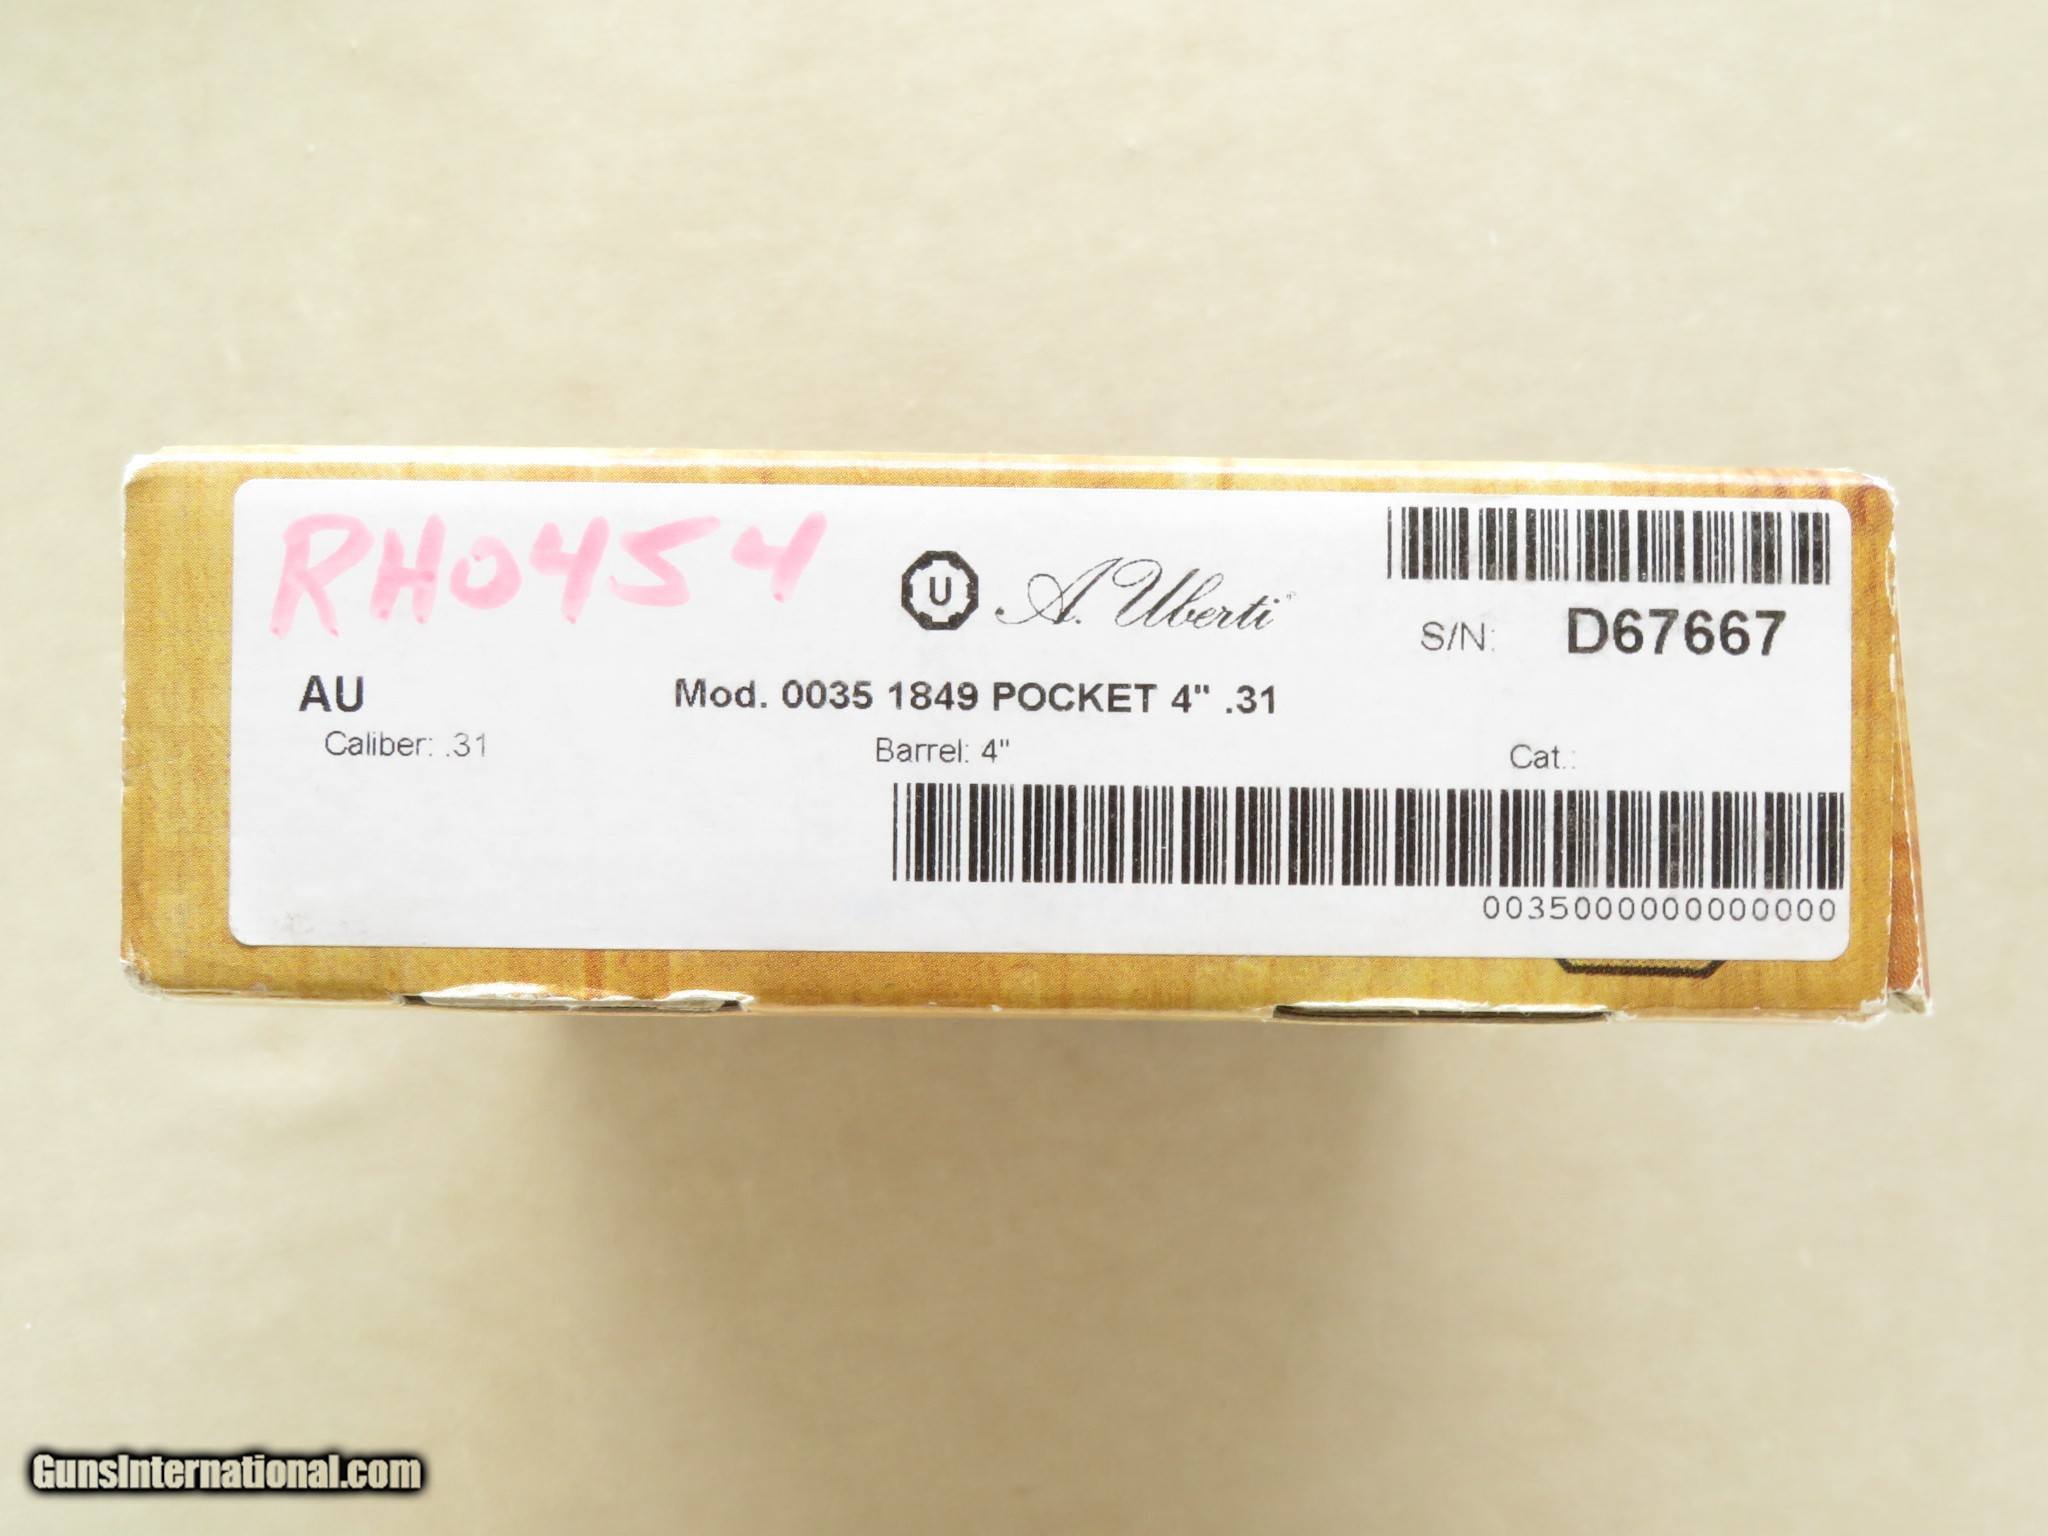 RH0454
U A. Uberti
S/N: D67667
AU Mod. 0035 1849 POCKET 4" .31
Caliber: .31 Barrel: 4" Cat.:
0035000000000000
GunsInternational.com